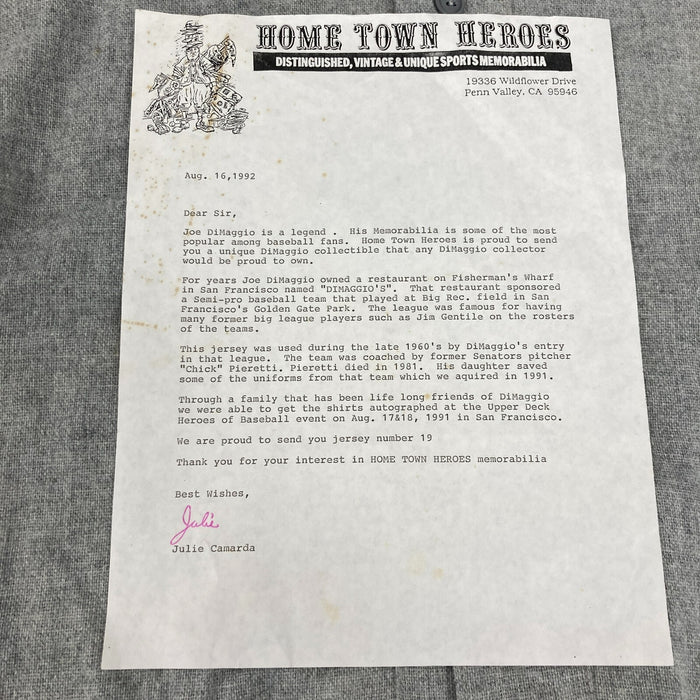 HOME TOWN HEROES
DISTINGUISHED, VINTAGE & UNIQUE SPORTS MEMORABILIA
19336 Wildflower Drive
Penn Valley, CA 95946
Aug. 16,1992
Dear Sir,
Joe DiMaggio is a legend . His Memorabilia is some of the most
popular among baseball fans. Home Town Heroes is proud to send
you a unique DiMaggio collectible that any DiMaggio collector
would be proud to own.
For years Joe DiMaggio owned a restaurant on Fisherman's Wharf
in San Francisco named "DIMAGGIO'S". That restaurant sponsored
a Semi-pro baseball team that played at Big Rec. field in San
Francisco's Golden Gate Park. The league was famous for having
many former big league players such as Jim Gentile on the rosters
of the teams.
This jersey was used during the late 1960's by DiMaggio's entry
in that league. The team was coached by former Senators pitcher
"Chick" Pieretti. Pieretti died in 1981. His daughter saved
some of the uniforms from that team which we aquired in 1991.
Through a family that has been life long friends of DiMaggio
we were able to get the shirts autographed at the Upper Deck
Heroes of Baseball event on Aug. 17&18, 1991 in San Francisco.
We are proud to send you jersey number 19
Thank you for your interest in HOME TOWN HEROES memorabilia
Best Wishes,
Julie
Julie Camarda